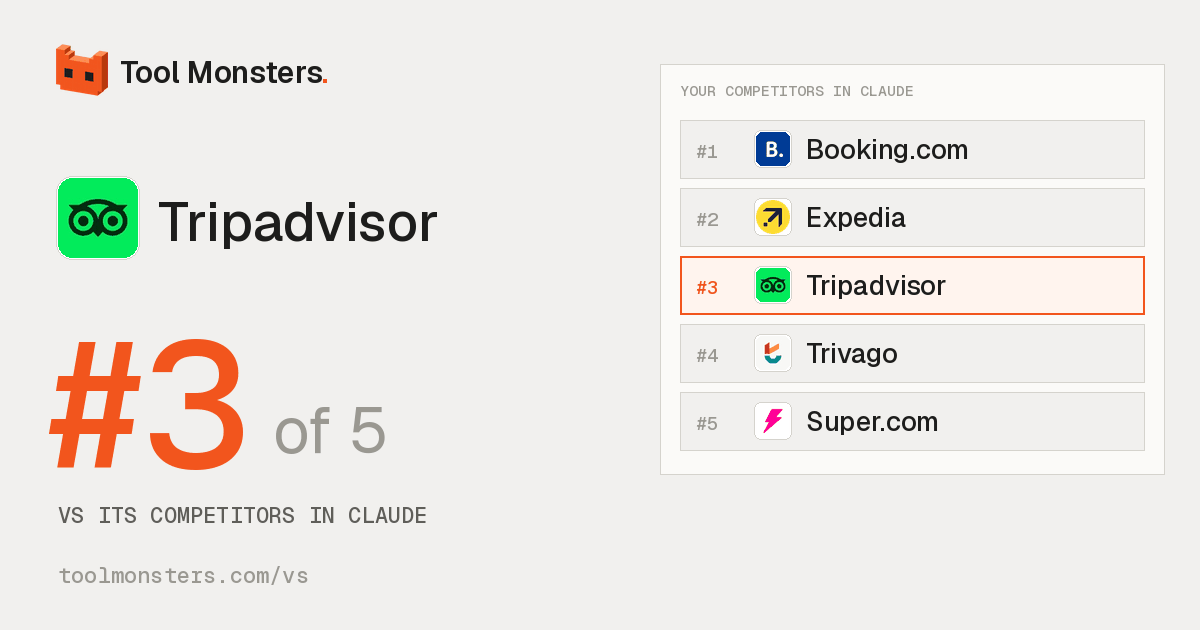 Tool Monsters.
Tripadvisor
#3 of 5
VS ITS COMPETITORS IN CLAUDE
toolmonsters.com/vs
YOUR COMPETITORS IN CLAUDE
#1 B. Booking.com
#2 Expedia
#3 Tripadvisor
#4 Trivago
#5 Super.com